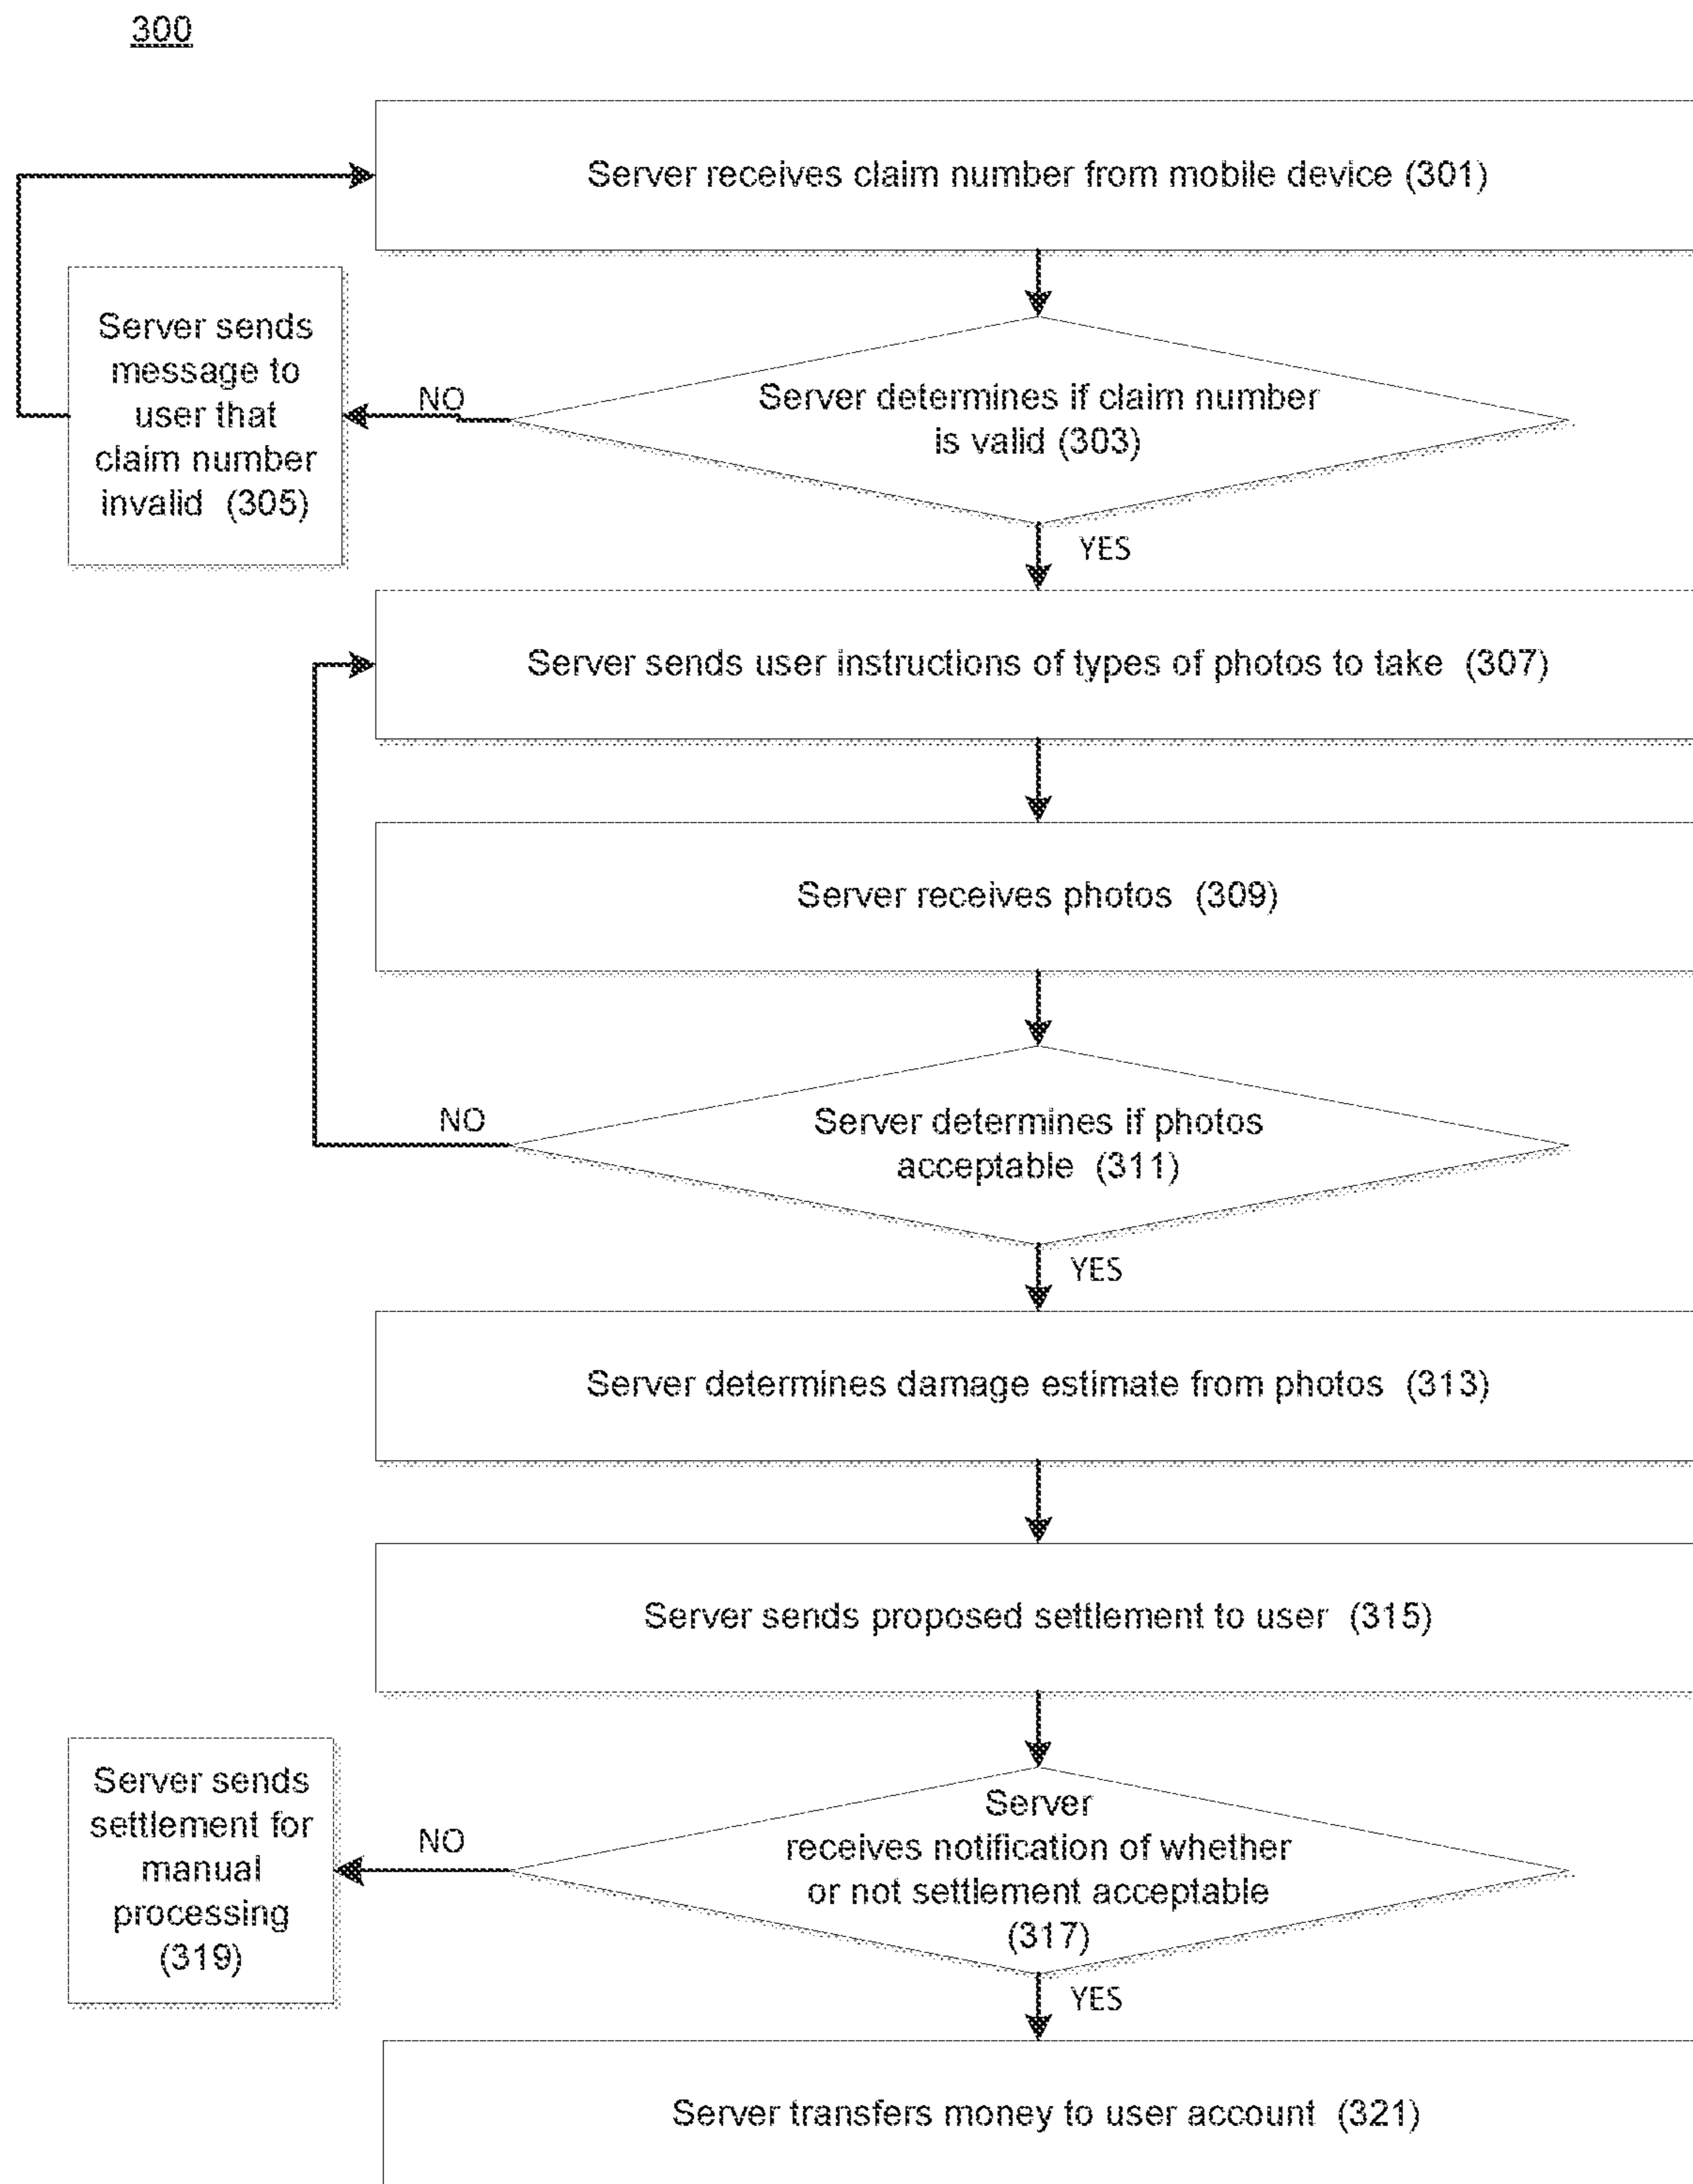 300
Server receives claim number from mobile device (301)
Server sends
message to
user that
claim number
invalid (305)
NO
Server determines if claim number
is valid (303)
YES
Server sends user instructions of types of photos to take (307)
Server receives photos (309)
NO
Server determines if photos
acceptable (311)
YES
Server determines damage estimate from photos (313)
Server sends proposed settlement to user (315)
Server sends
settlement for
manual
processing
(319)
NO
Server
receives notification of whether
or not settlement acceptable
(317)
YES
Server transfers money to user account (321)